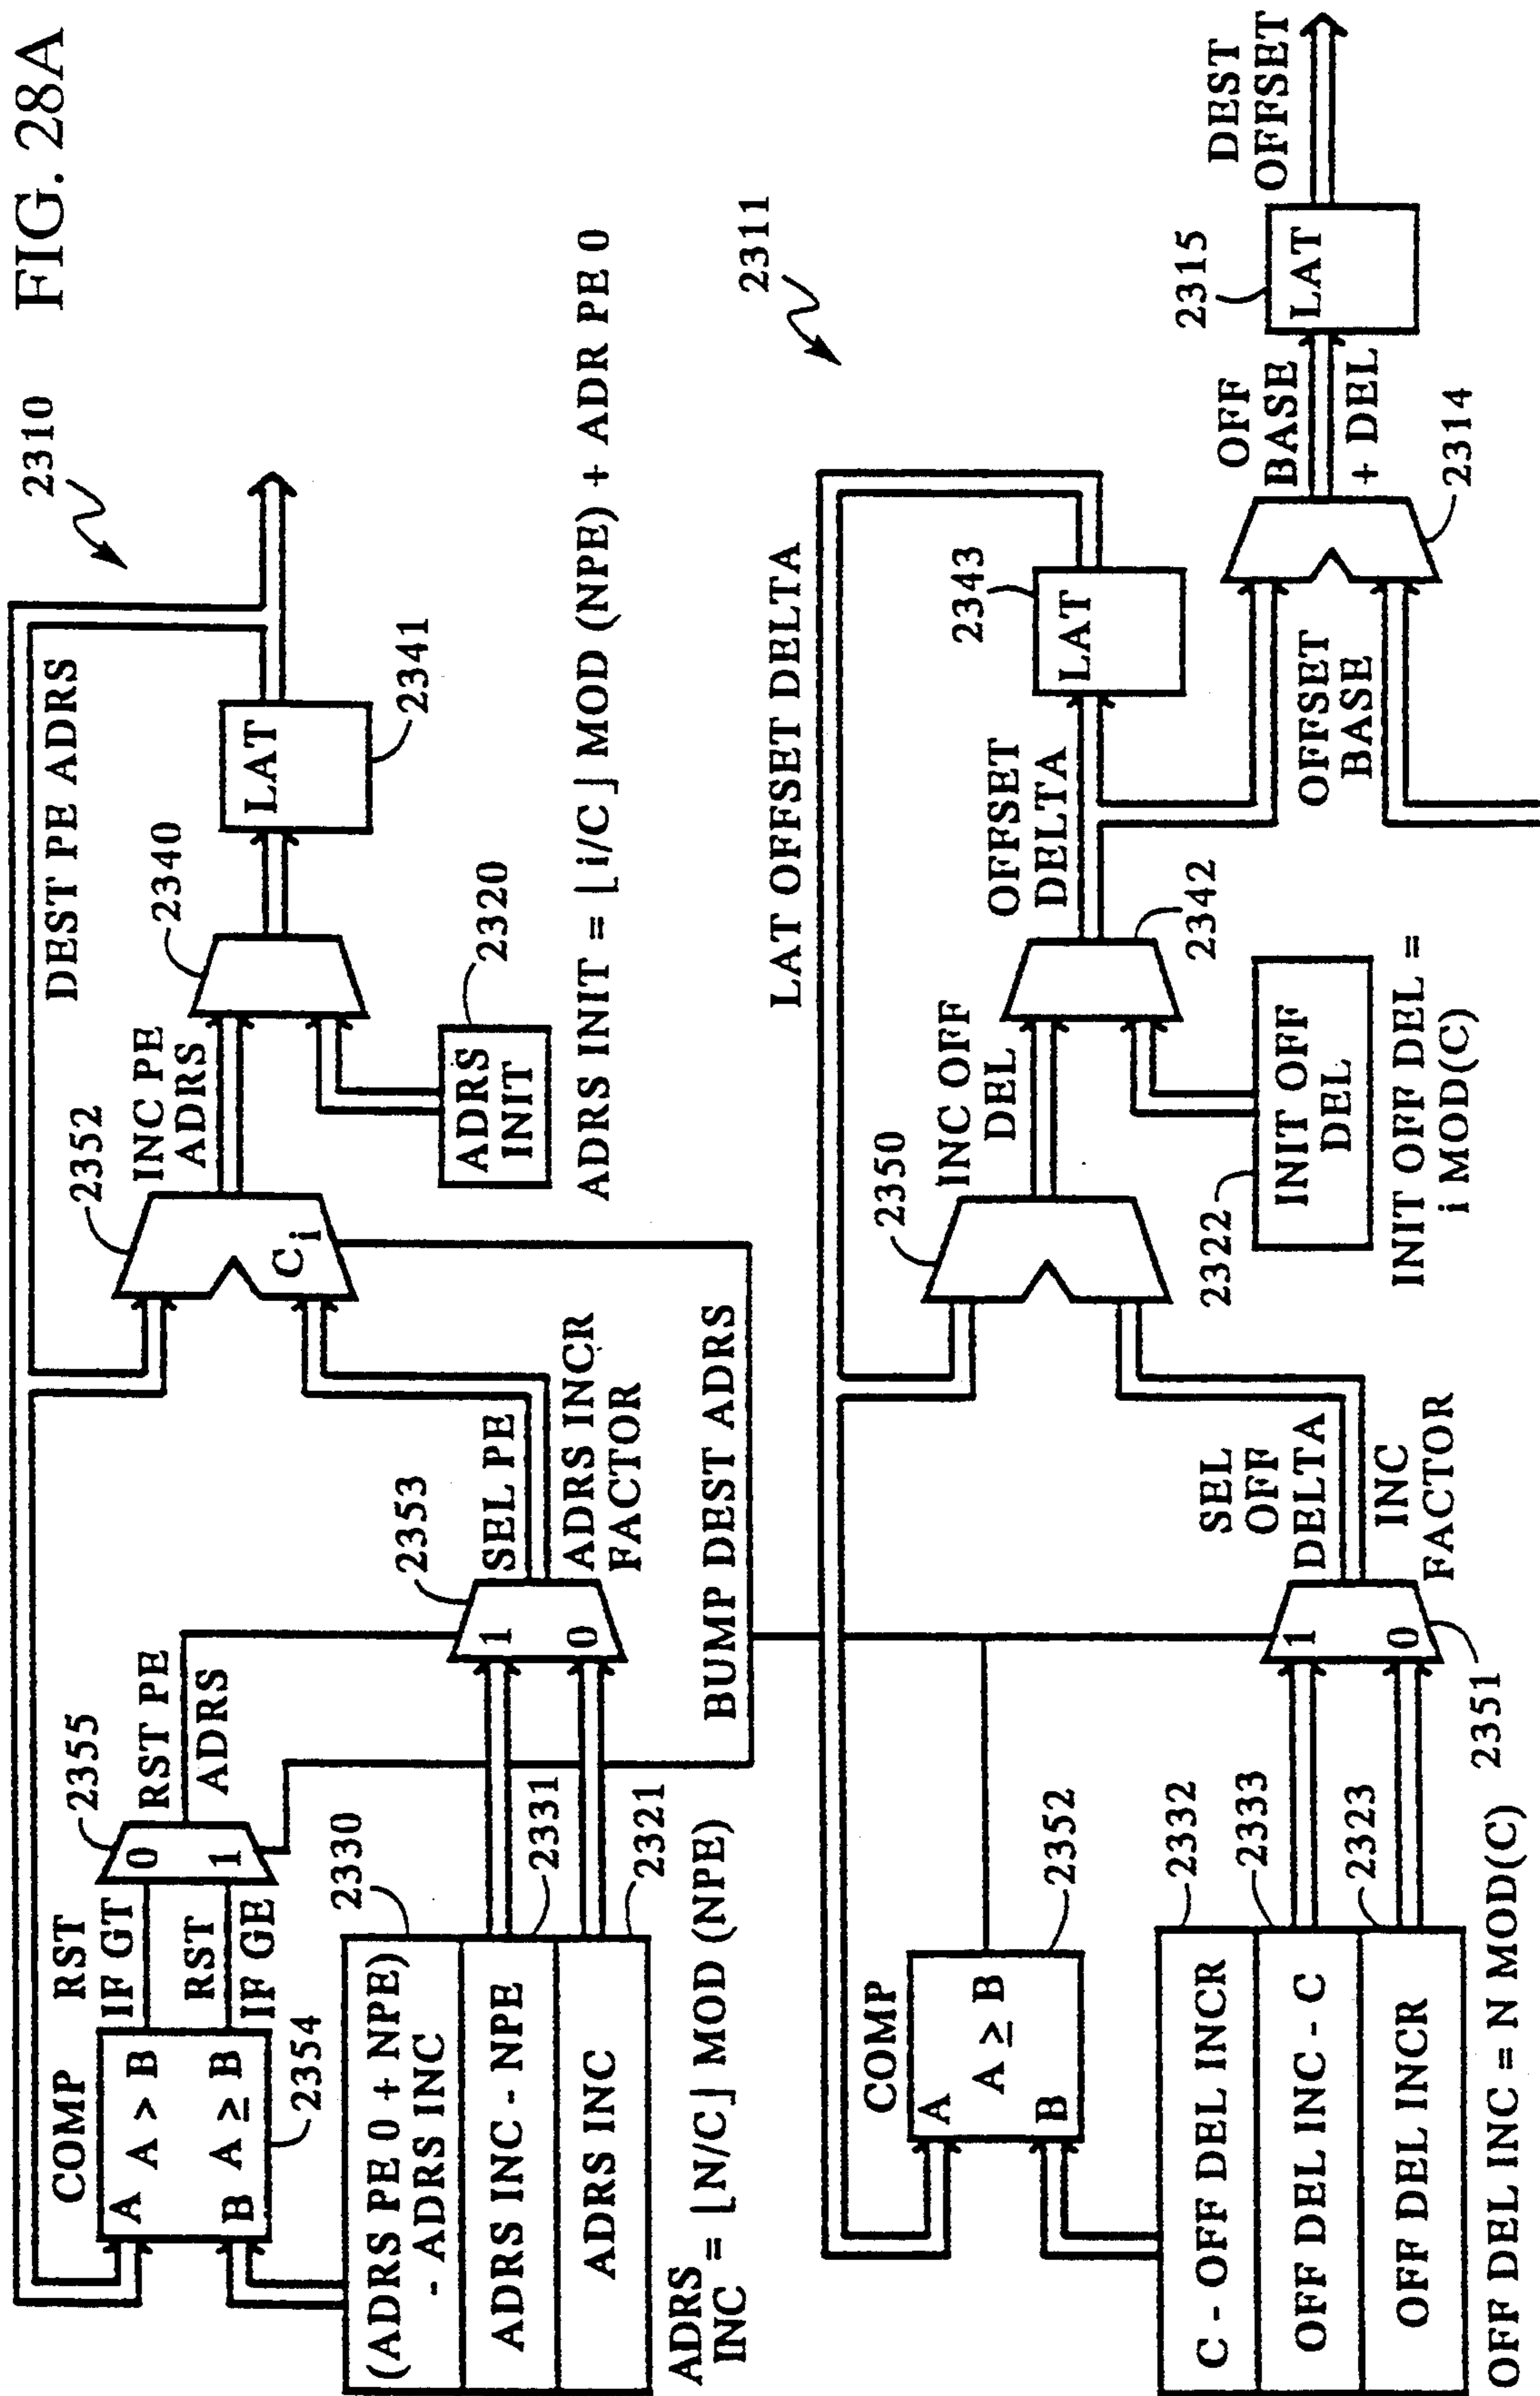 FIG. 28A
2310
DEST PE ADRS
COMP
RST
IF GT
RST
IF GE
A
A > B
B
A ≥ B
2354
0
1
2355
RST PE
ADRS
2352
C i
INC PE
ADRS
2340
LAT
2341
ADRS
INIT
2320
ADRS INIT = ⌊i/C⌋ MOD (NPE) + ADR PE 0
(ADRS PE 0 + NPE)
- ADRS INC
2330
ADRS INC - NPE
2331
ADRS INC
2321
ADRS
INC = ⌊N/C⌋ MOD (NPE)
2353
1
0
SEL PE
ADRS INCR
FACTOR
BUMP DEST ADRS
2311
LAT OFFSET DELTA
COMP
A
A ≥ B
B
2352
C - OFF DEL INCR
2332
OFF DEL INC - C
2333
OFF DEL INCR
2323
OFF DEL INC = N MOD(C)
1
0
2351
SEL
OFF
DELTA
INC
FACTOR
2350
INC OFF
DEL
2342
INIT OFF
DEL
2322
INIT OFF DEL =
i MOD(C)
OFFSET
DELTA
LAT
2343
OFFSET
BASE
2314
OFF
BASE
+ DEL
LAT
2315
DEST
OFFSET